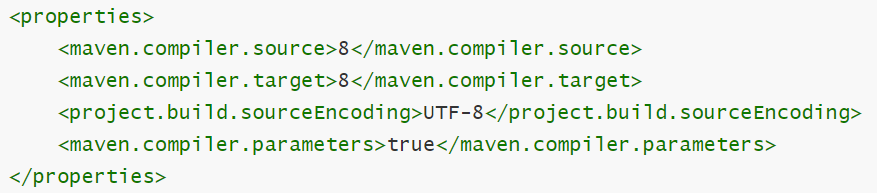 <properties>
    <maven.compiler.source>8</maven.compiler.source>
    <maven.compiler.target>8</maven.compiler.target>
    <project.build.sourceEncoding>UTF-8</project.build.sourceEncoding>
    <maven.compiler.parameters>true</maven.compiler.parameters>
</properties>